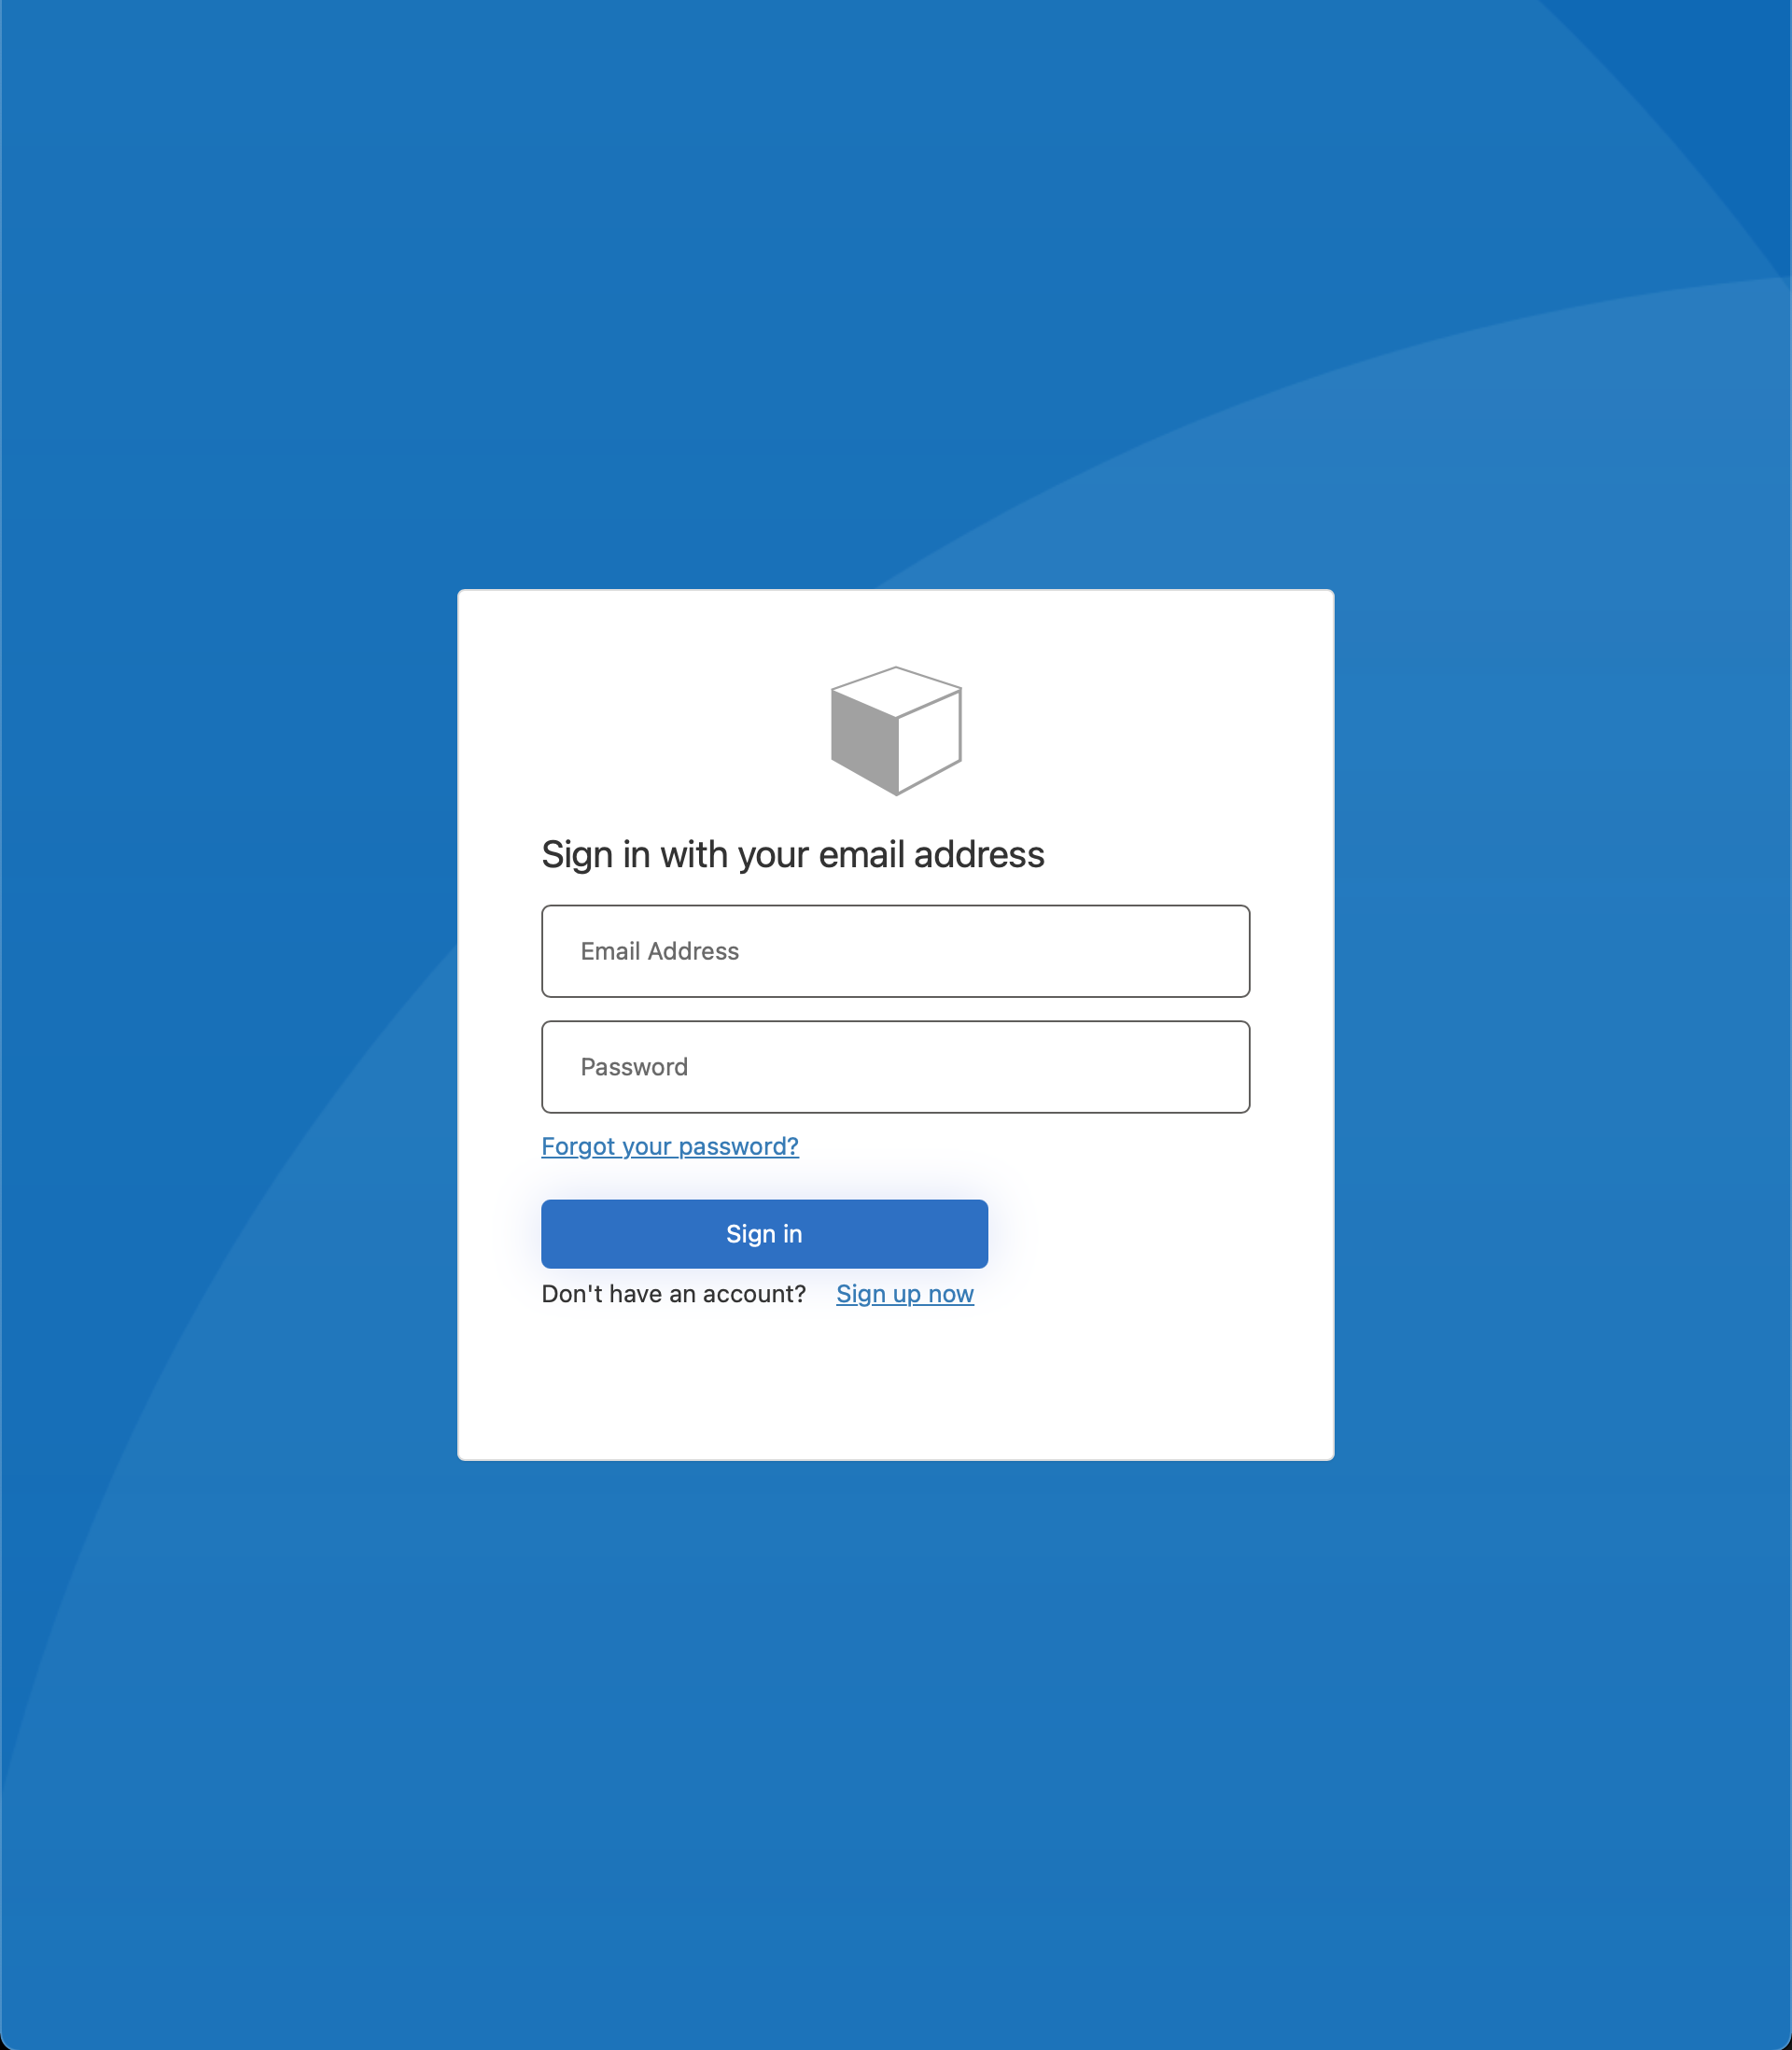 Sign in with your email address
Email Address
Password
Forgot your password?
Sign in
Don't have an account? Sign up now